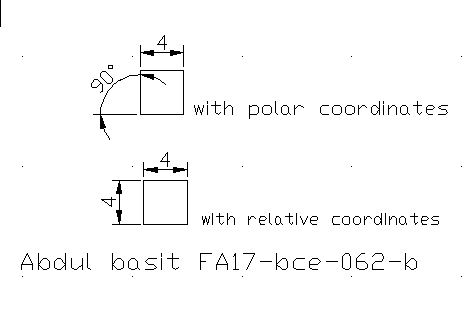 4
90°
with polar coordinates
4
4
with relative coordinates
Abdul basit FA17-bce-062-b